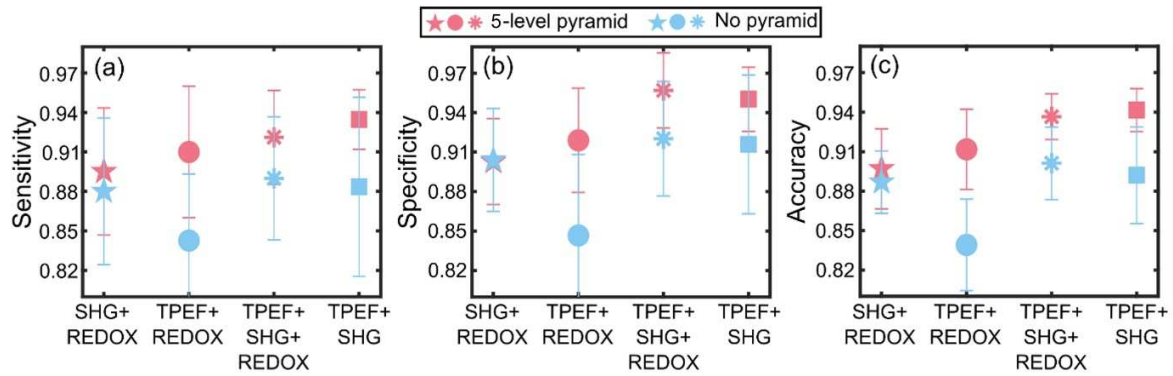 5-level pyramid No pyramid
(a)
Sensitivity
0.97
0.94
0.91
0.88
0.85
0.82
SHG+ REDOX
TPEF+ REDOX
TPEF+ SHG+ REDOX
TPEF+ SHG
(b)
Specificity
0.97
0.94
0.91
0.88
0.85
0.82
SHG+ REDOX
TPEF+ REDOX
TPEF+ SHG+ REDOX
TPEF+ SHG
(c)
Accuracy
0.97
0.94
0.91
0.88
0.85
0.82
SHG+ REDOX
TPEF+ REDOX
TPEF+ SHG+ REDOX
TPEF+ SHG